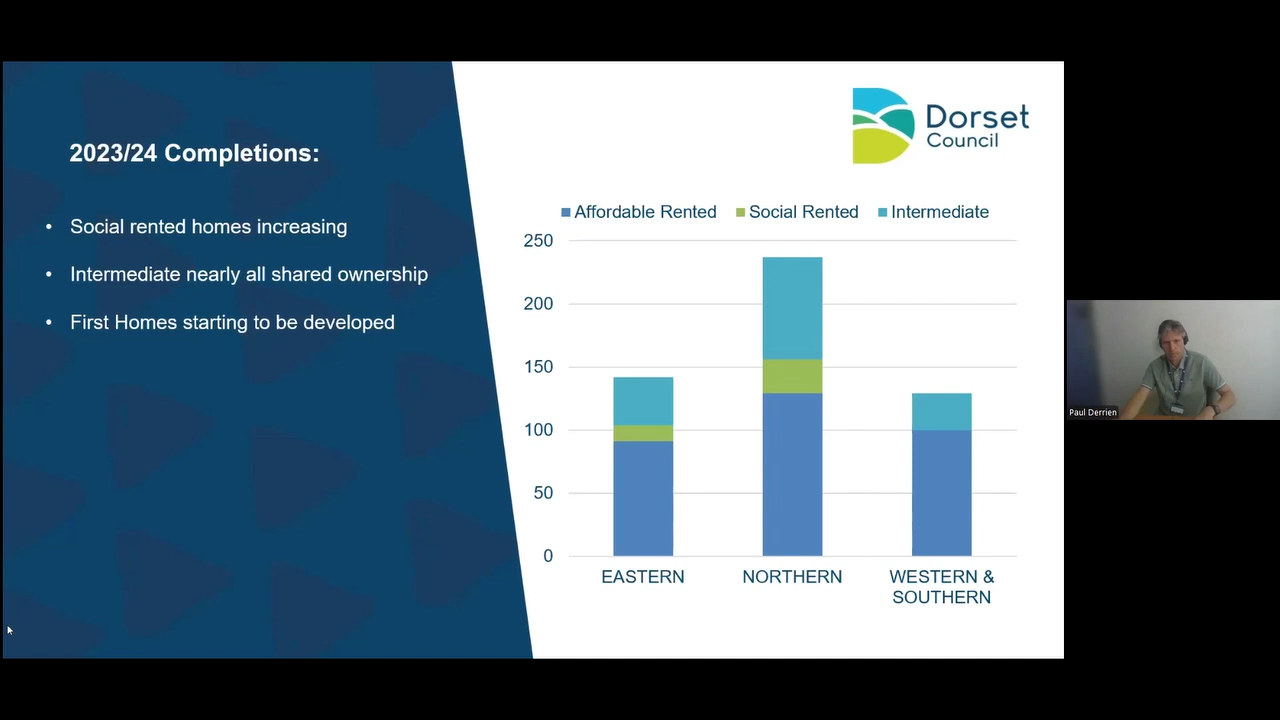 2023/24 Completions:
• Social rented homes increasing
• Intermediate nearly all shared ownership
• First Homes starting to be developed
Dorset
Council
Affordable Rented Social Rented Intermediate
250
200
150
100
50
0
EASTERN NORTHERN WESTERN &
SOUTHERN
Paul Derrien